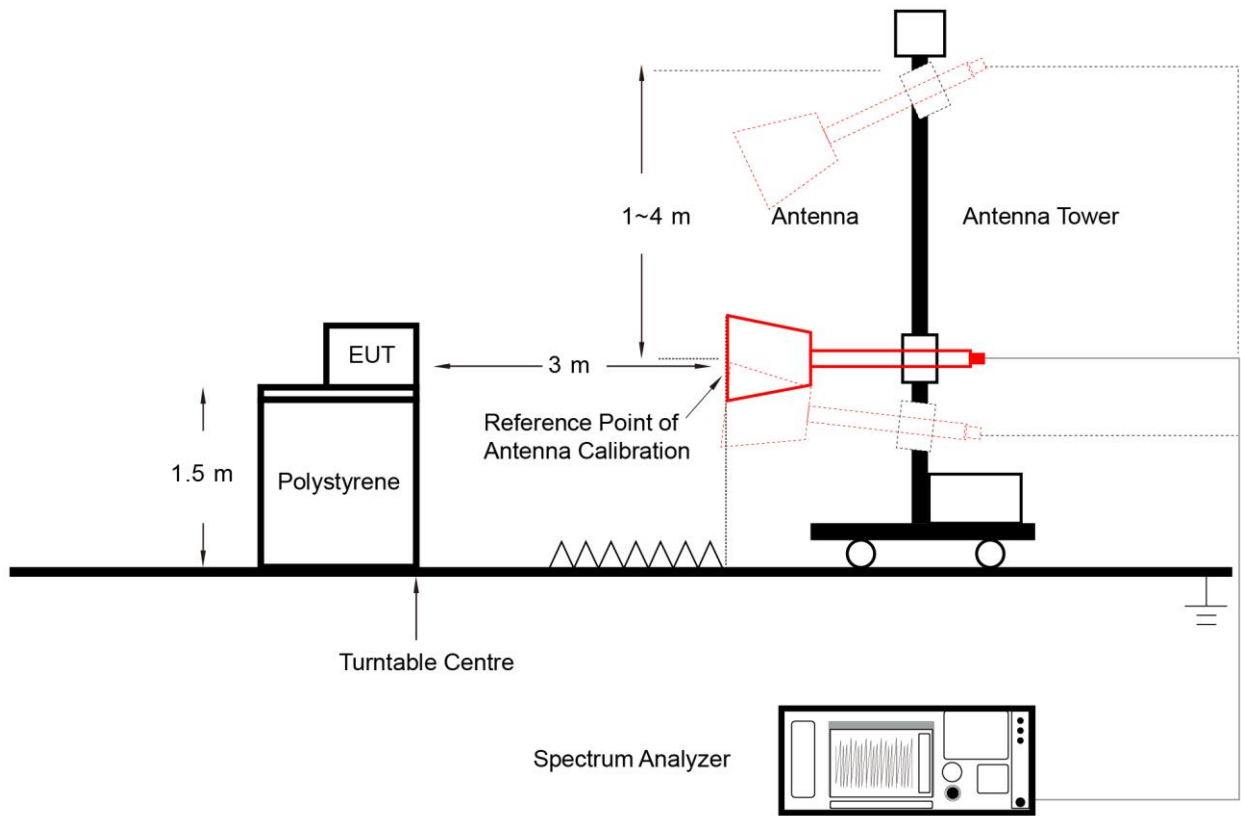 1~4 m
Antenna
Antenna Tower
EUT
3 m
Reference Point of
Antenna Calibration
1.5 m
Polystyrene
Turntable Centre
Spectrum Analyzer